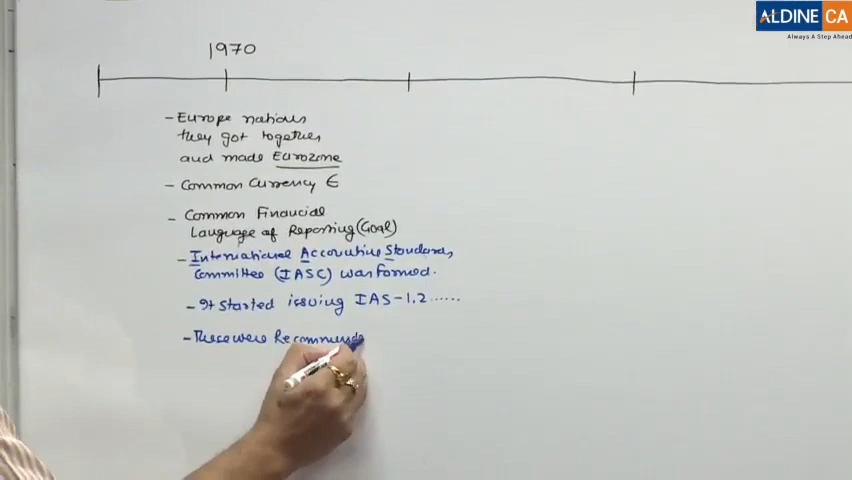 ALDINE CA
Always A Step Ahead
1970
- Europe nations
they got together
and made Eurozone
- Common Currency €
- Common Financial
Language of Reporting (Goal)
- International Accounting Standards
Committee (IASC) was formed.
- It started issuing IAS-1.2......
- These were Recommenda